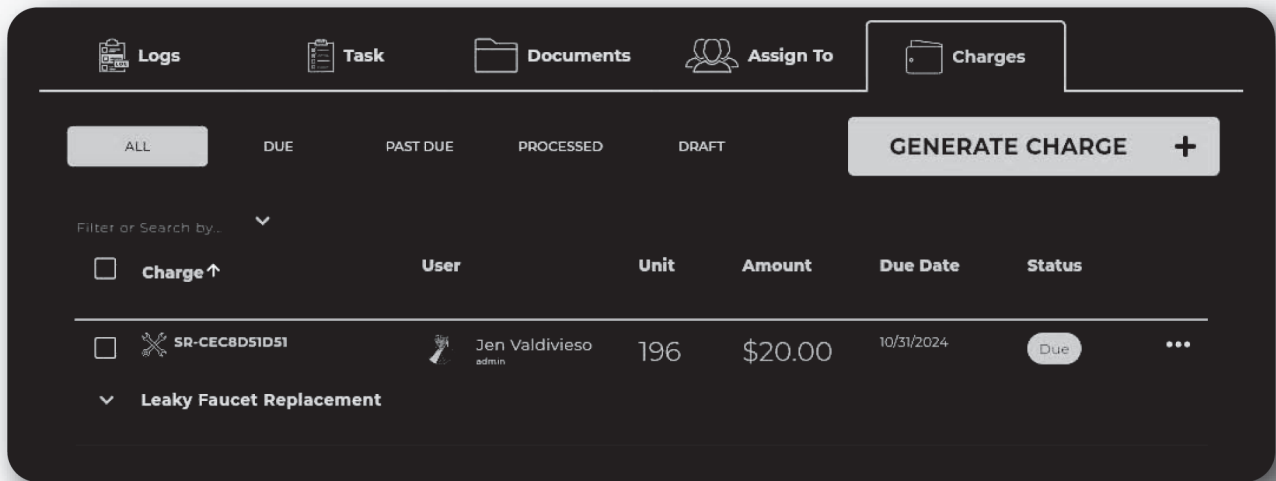 Logs Task Documents Assign To Charges
ALL DUE PAST DUE PROCESSED DRAFT GENERATE CHARGE +
Filter or Search by...
Charge↑ User Unit Amount Due Date Status
SR-CEC8D51D51 Jen Valdivieso 196 $20.00 10/31/2024 Due •••
admin
Leaky Faucet Replacement